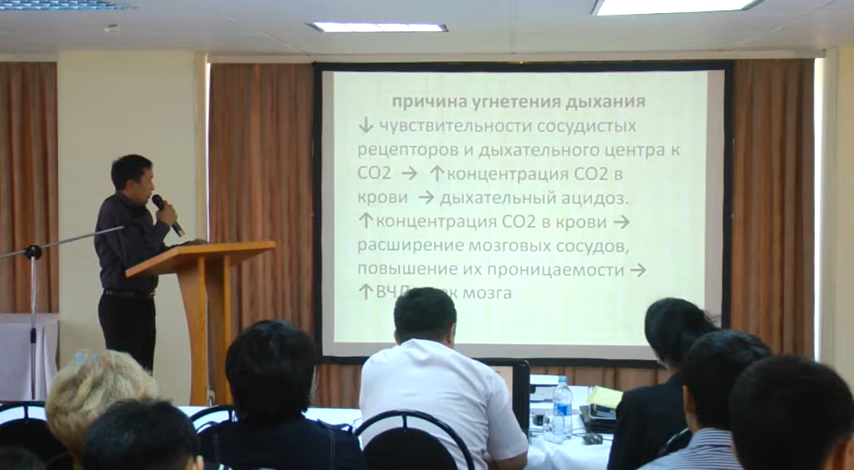 причина угнетения дыхания
↓ чувствительности сосудистых
рецепторов и дыхательного центра к
СО2 → ↑концентрация СО2 в
крови → дыхательный ацидоз.
↑концентрация СО2 в крови →
расширение мозговых сосудов,
повышение их проницаемости →
мозга